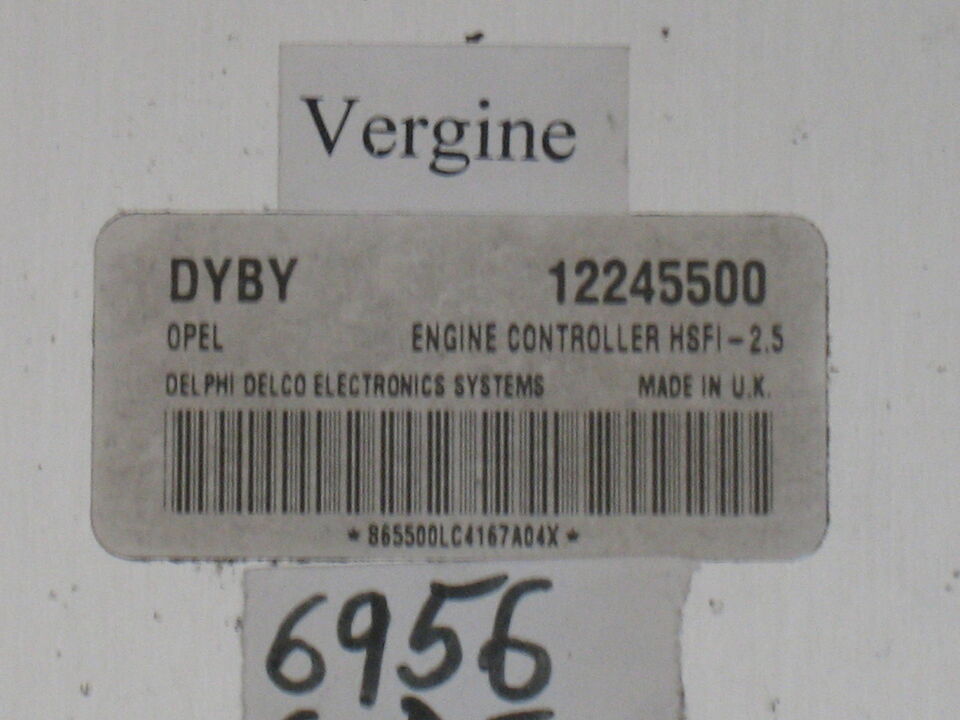 Vergine
DYBY 12245500
OPEL ENGINE CONTROLLER HSFI-2.5
DELPHI DELCO ELECTRONICS SYSTEMS MADE IN U.K.
*865500LC4167A04X*
6956